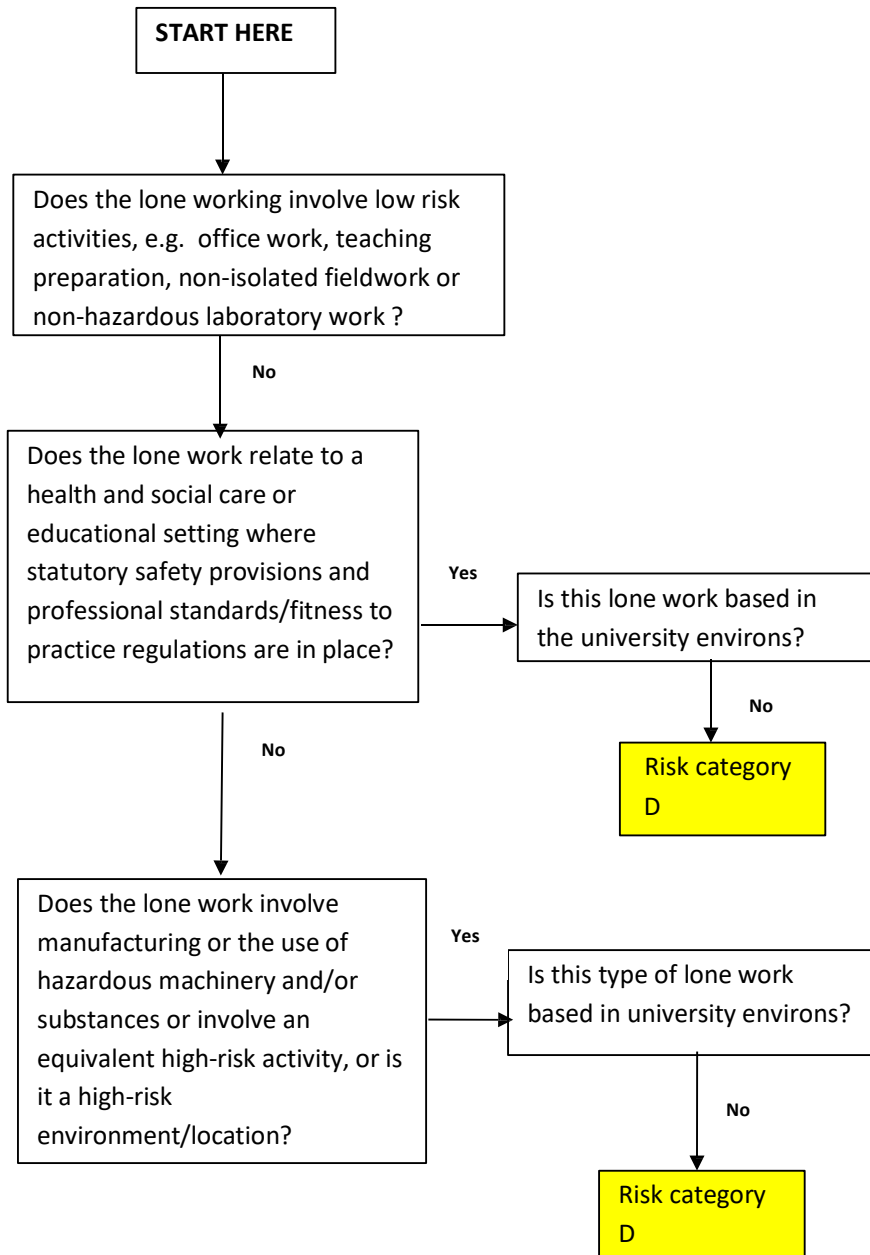 START HERE
Does the lone working involve low risk
activities, e.g. office work, teaching
preparation, non-isolated fieldwork or
non-hazardous laboratory work ?
No
Does the lone work relate to a
health and social care or
educational setting where
statutory safety provisions and
professional standards/fitness to
practice regulations are in place?
Yes
Is this lone work based in
the university environs?
No
Risk category
D
No
Does the lone work involve
manufacturing or the use of
hazardous machinery and/or
substances or involve an
equivalent high-risk activity, or is
it a high-risk
environment/location?
Yes
Is this type of lone work
based in university environs?
No
Risk category
D